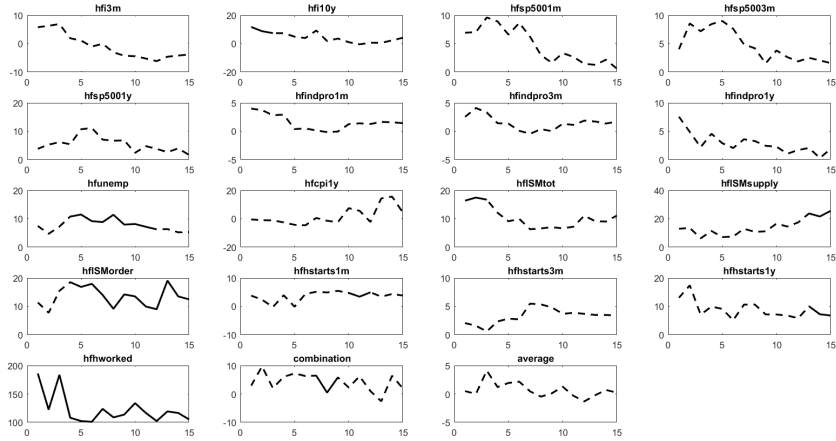 hfi3m hfi10y hfsp5001m hfsp5003m
10 20 10 10
0 0 5 5
-10 -20 0 0
0 5 10 15 0 5 10 15 0 5 10 15 0 5 10 15
hfsp5001y hfindpro1m hfindpro3m hfindpro1y
20 5 5 10
10 0 0 5
0 -5 -5 0
0 5 10 15 0 5 10 15 0 5 10 15 0 5 10 15
hfunemp hfcpi1y hfISMtot hfISMsupply
20 20 20 40
10 0 10 20
0 -20 0 0
0 5 10 15 0 5 10 15 0 5 10 15 0 5 10 15
hfISMorder hfhstarts1m hfhstarts3m hfhstarts1y
20 10 10 20
10 0 5 10
0 -10 0 0
0 5 10 15 0 5 10 15 0 5 10 15 0 5 10 15
hfhworked combination average
200 10 5
150 0 0
100 -10 -5
0 5 10 15 0 5 10 15 0 5 10 15